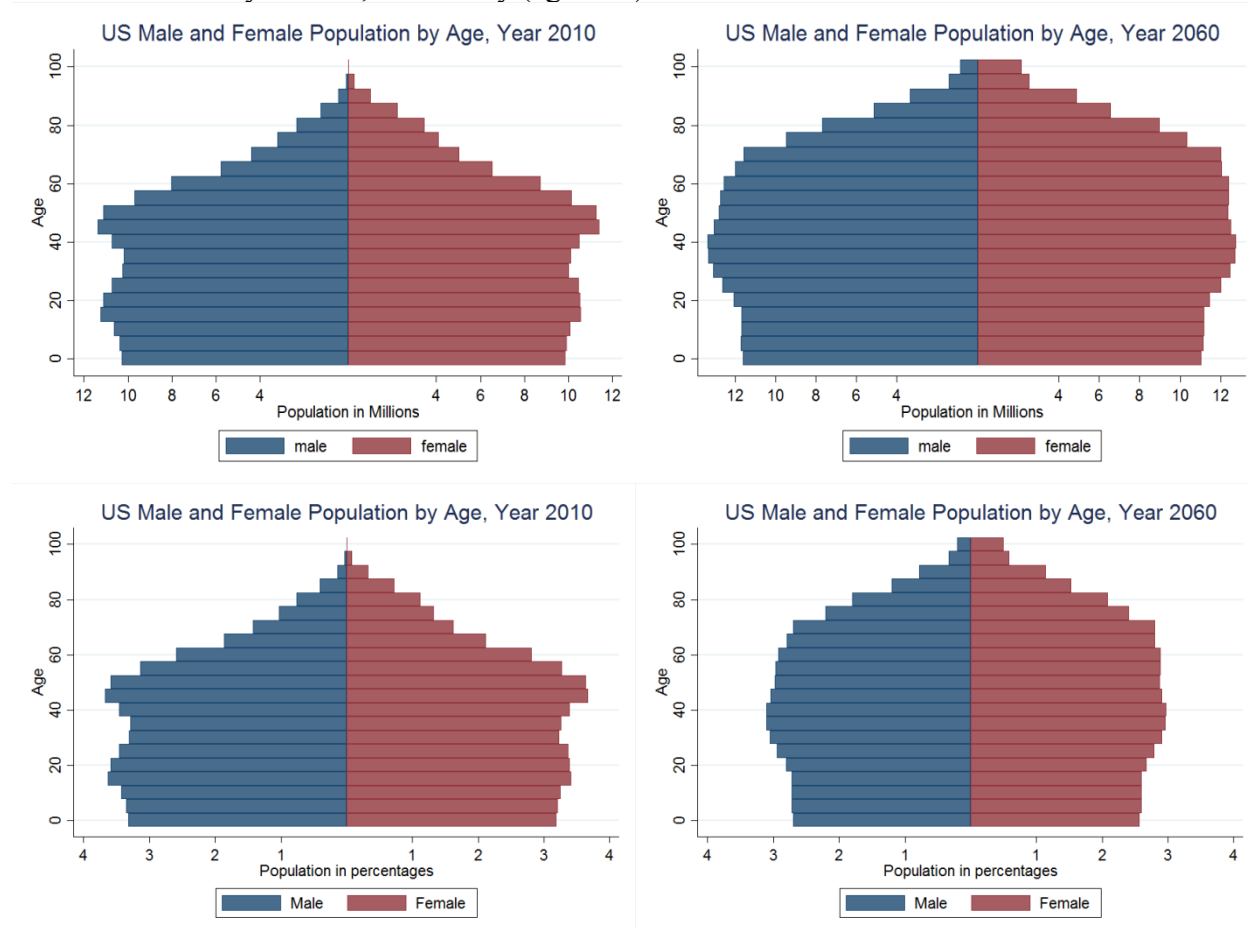 US Male and Female Population by Age, Year 2010
100
80
60
40
20
0
Age
12 10 8 6 4 4 6 8 10 12
Population in Millions
male female
US Male and Female Population by Age, Year 2060
100
80
60
40
20
0
Age
12 10 8 6 4 4 6 8 10 12
Population in Millions
male female
US Male and Female Population by Age, Year 2010
100
80
60
40
20
0
Age
4 3 2 1 1 2 3 4
Population in percentages
Male Female
US Male and Female Population by Age, Year 2060
100
80
60
40
20
0
Age
4 3 2 1 1 2 3 4
Population in percentages
Male Female